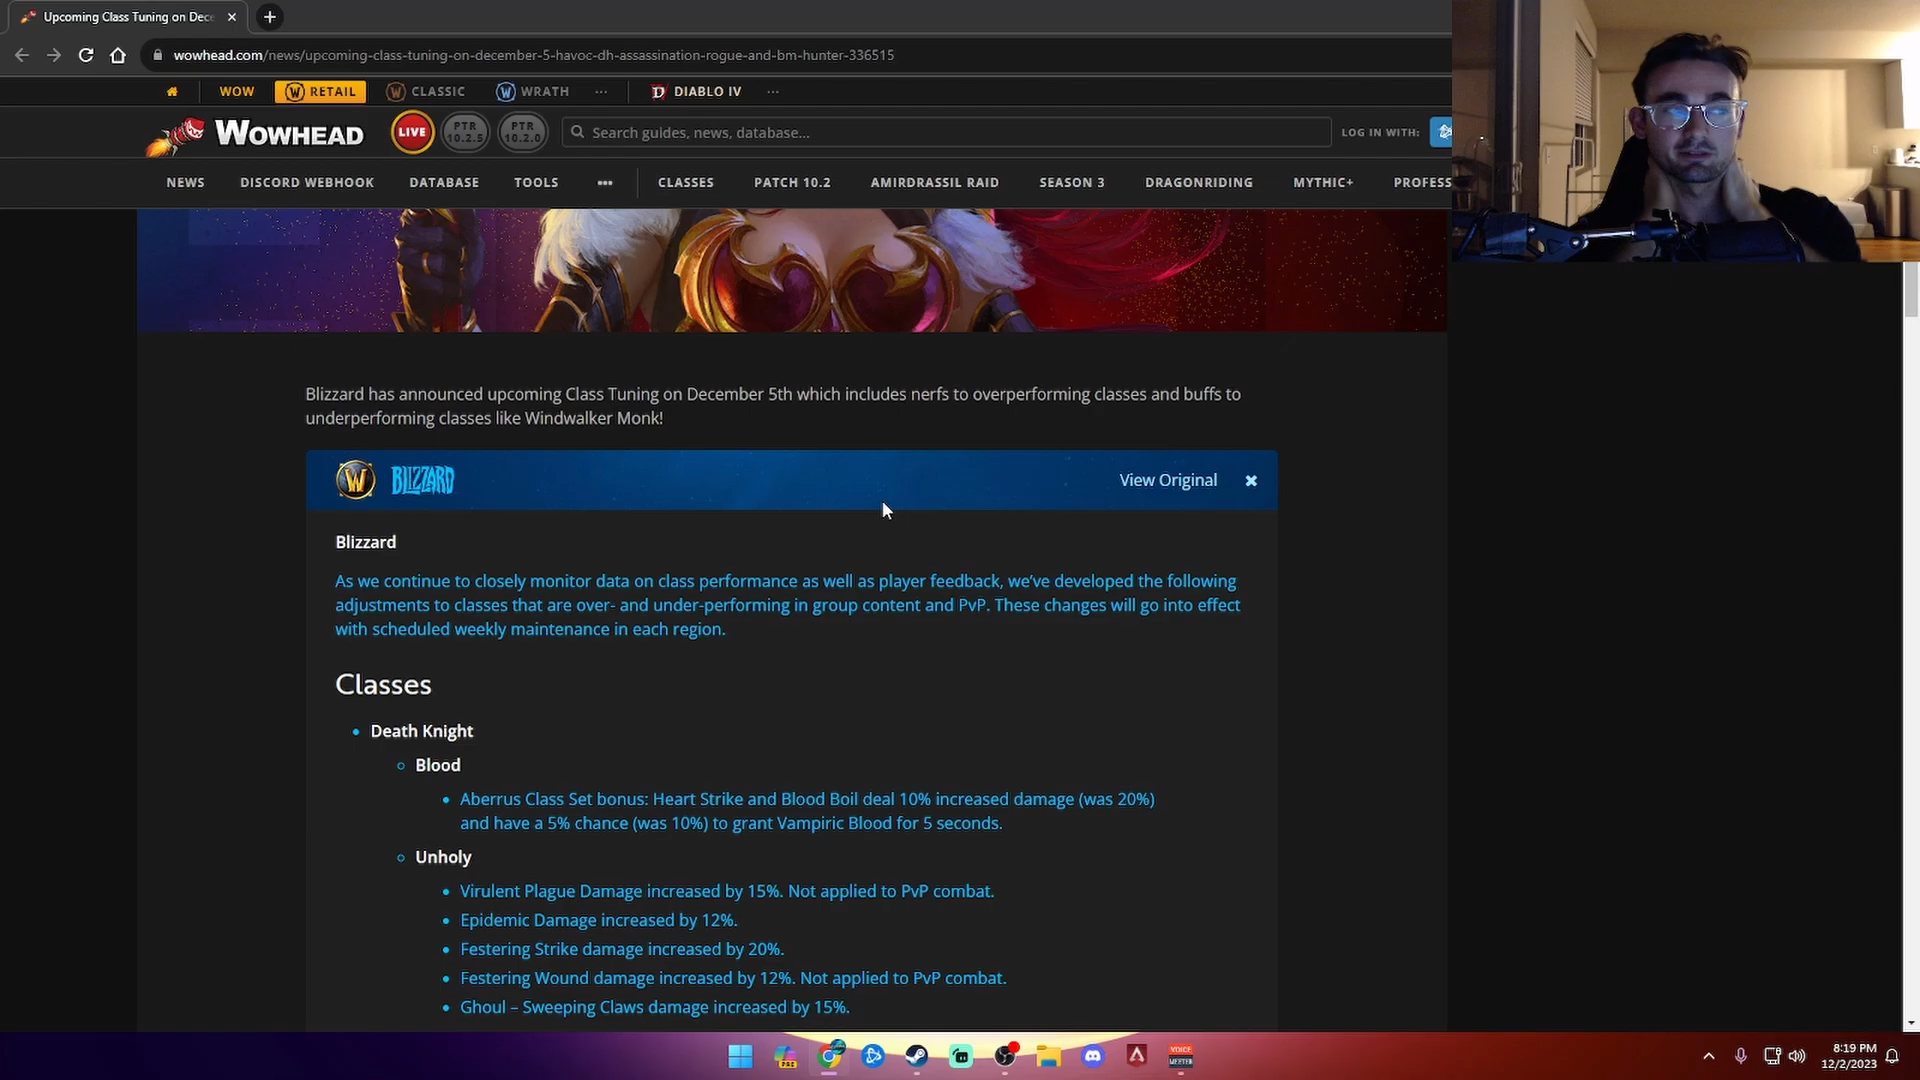 Upcoming Class Tuning on Dece
wowhead.com/news/upcoming-class-tuning-on-december-5-havoc-dh-assassination-rogue-and-bm-hunter-336515
WOW RETAIL CLASSIC WRATH ... DIABLO IV ...
WOWHEAD LIVE PTR 10.2.5 PTR 10.2.0 Search guides, news, database... LOG IN WITH:
NEWS DISCORD WEBHOOK DATABASE TOOLS ... CLASSES PATCH 10.2 AMIRDRASSIL RAID SEASON 3 DRAGONRIDING MYTHIC+ PROFESS
Blizzard has announced upcoming Class Tuning on December 5th which includes nerfs to overperforming classes and buffs to
underperforming classes like Windwalker Monk!
W BLIZZARD View Original
Blizzard
As we continue to closely monitor data on class performance as well as player feedback, we've developed the following
adjustments to classes that are over- and under-performing in group content and PvP. These changes will go into effect
with scheduled weekly maintenance in each region.
Classes
• Death Knight
○ Blood
• Aberrus Class Set bonus: Heart Strike and Blood Boil deal 10% increased damage (was 20%)
and have a 5% chance (was 10%) to grant Vampiric Blood for 5 seconds.
○ Unholy
• Virulent Plague Damage increased by 15%. Not applied to PvP combat.
• Epidemic Damage increased by 12%.
• Festering Strike damage increased by 20%.
• Festering Wound damage increased by 12%. Not applied to PvP combat.
• Ghoul – Sweeping Claws damage increased by 15%.
PRE
VOICE
MEETER
8:19 PM
12/2/2023